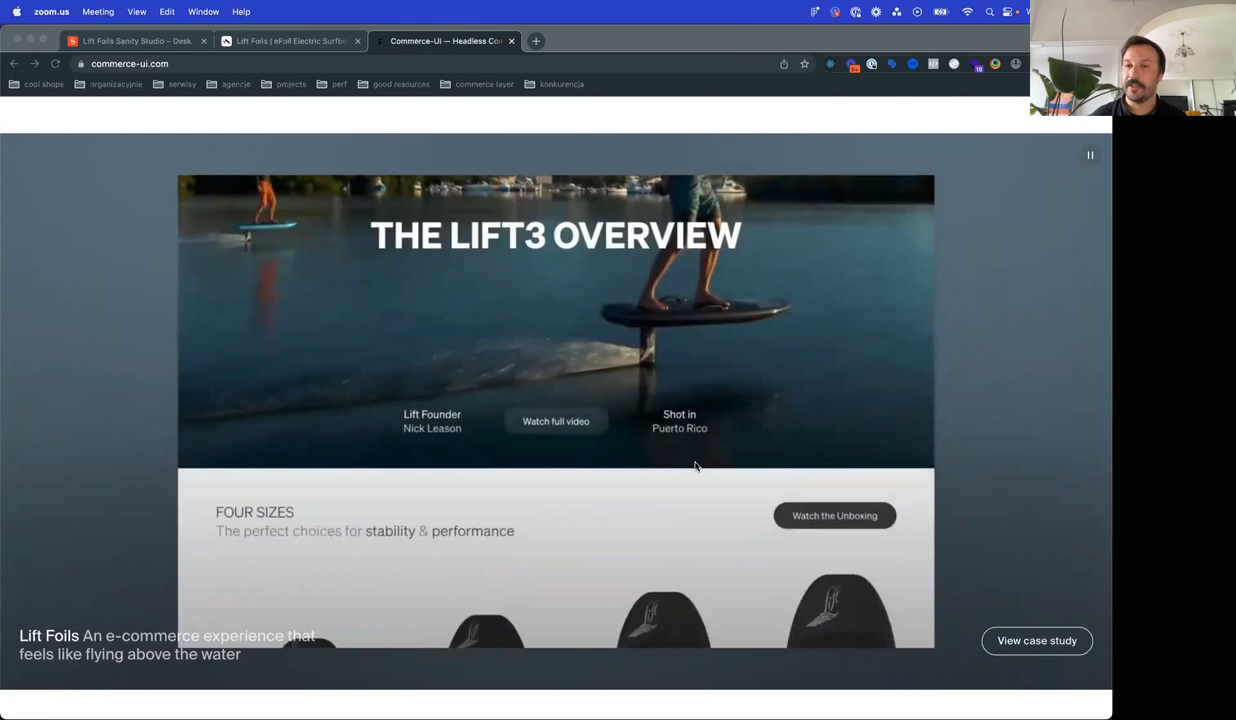 zoom.us Meeting View Edit Window Help
Lift Foils Sanity Studio – Desk
Lift Foils | eFoil Electric Surfb
Commerce-UI — Headless Co
commerce-ui.com
cool shops organizacyjnie serwisy agencje projects perf good resources commerce layer konkurencja
THE LIFT3 OVERVIEW
Lift Founder
Nick Leason
Watch full video
Shot in
Puerto Rico
FOUR SIZES
The perfect choices for stability & performance
Watch the Unboxing
Lift Foils An e-commerce experience that
feels like flying above the water
View case study